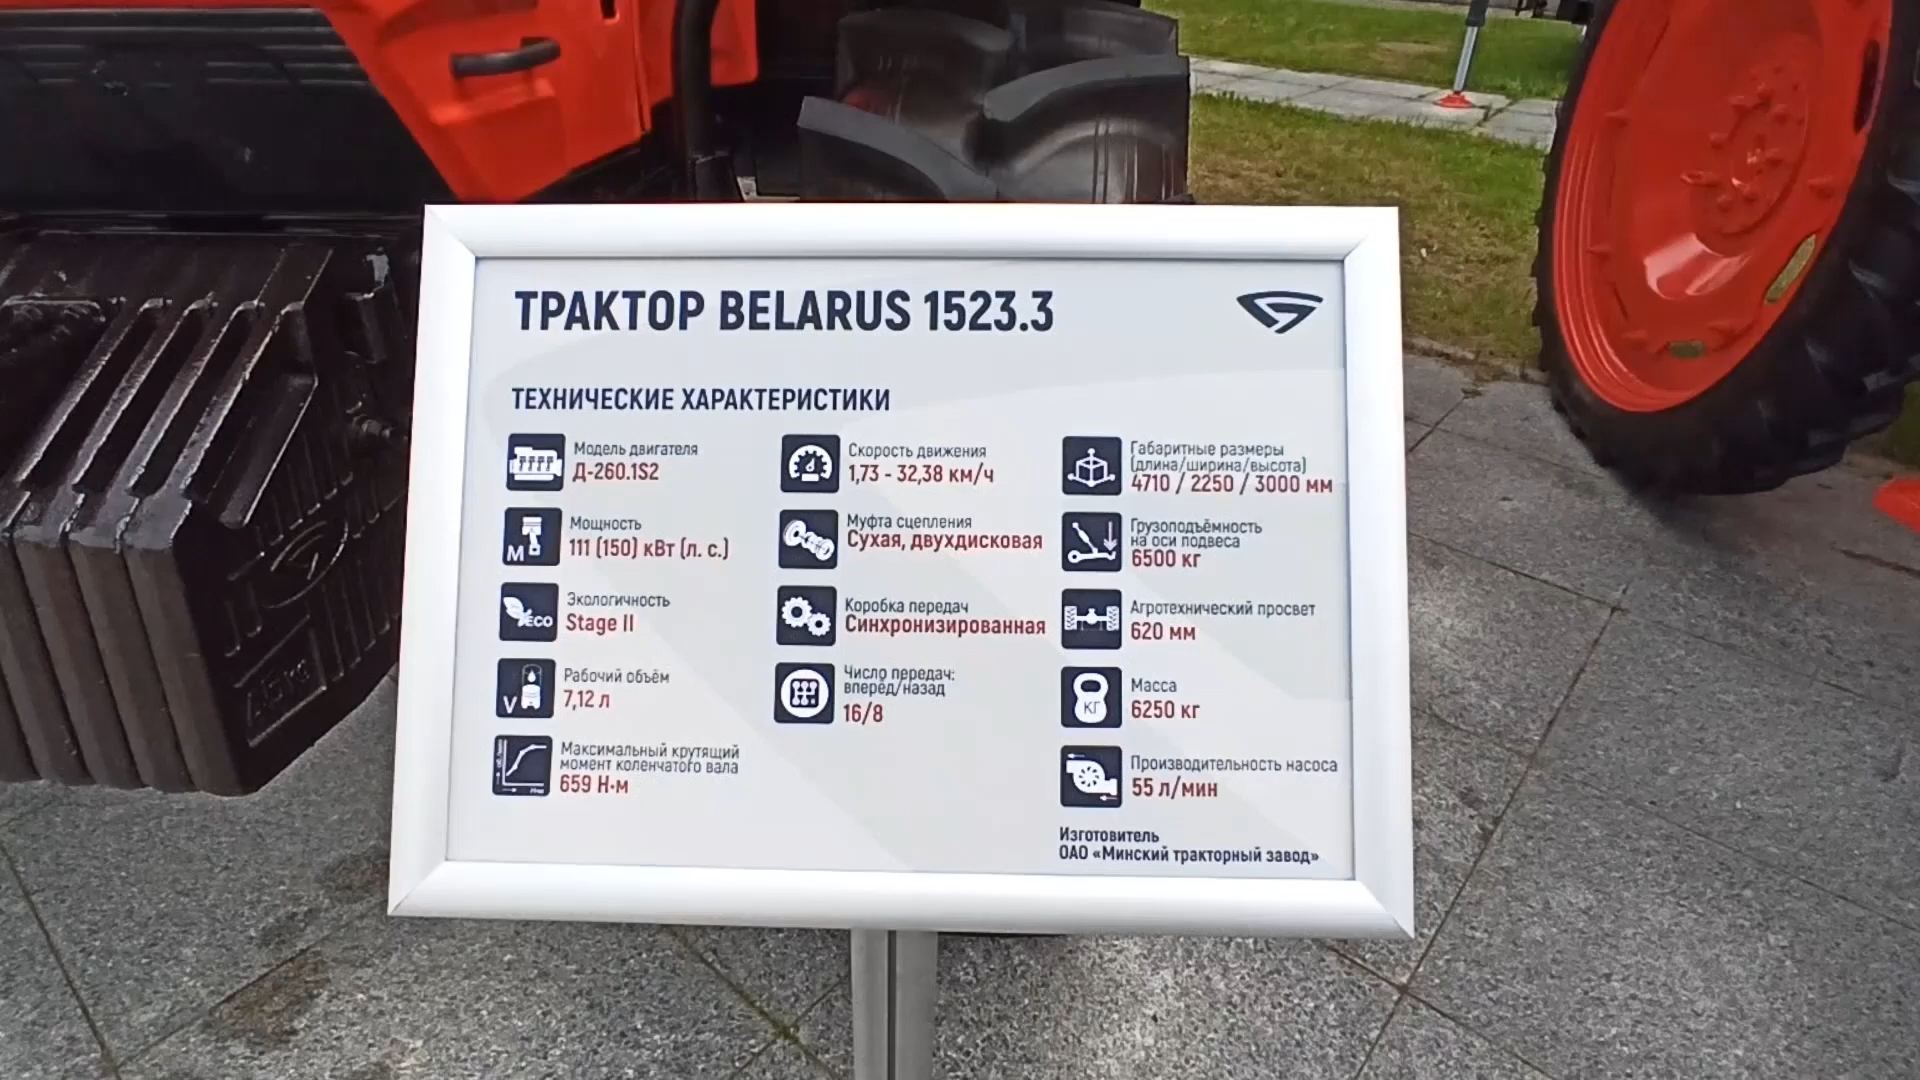 ТРАКТОР BELARUS 1523.3
ТЕХНИЧЕСКИЕ ХАРАКТЕРИСТИКИ
Модель двигателя
Д-260.1S2
М
Мощность
111 (150) кВт (л. с.)
ECO
Экологичность
Stage II
V
Рабочий объём
7,12 л
Максимальный крутящий
момент коленчатого вала
659 Н·м
Скорость движения
1,73 - 32,38 км/ч
Муфта сцепления
Сухая, двухдисковая
Коробка передач
Синхронизированная
Число передач:
вперёд/назад
16/8
Габаритные размеры
(длина/ширина/высота)
4710 / 2250 / 3000 мм
Грузоподъёмность
на оси подвеса
6500 кг
Агротехнический просвет
620 мм
КГ
Масса
6250 кг
Производительность насоса
55 л/мин
Изготовитель
ОАО «Минский тракторный завод»